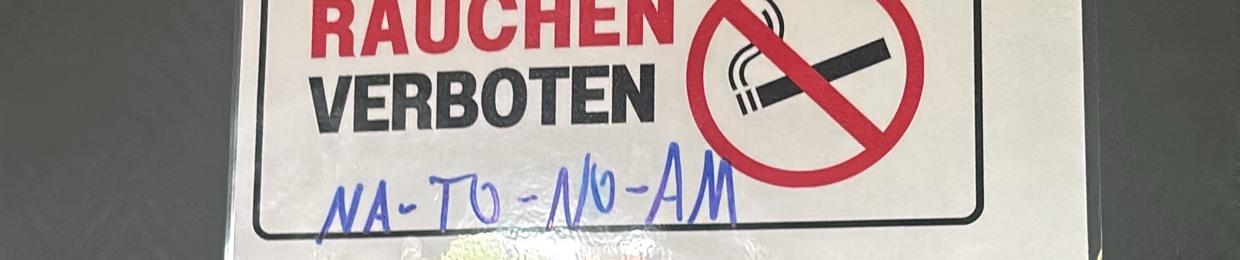 RAUCHEN
VERBOTEN
NA-TO-NO-AM